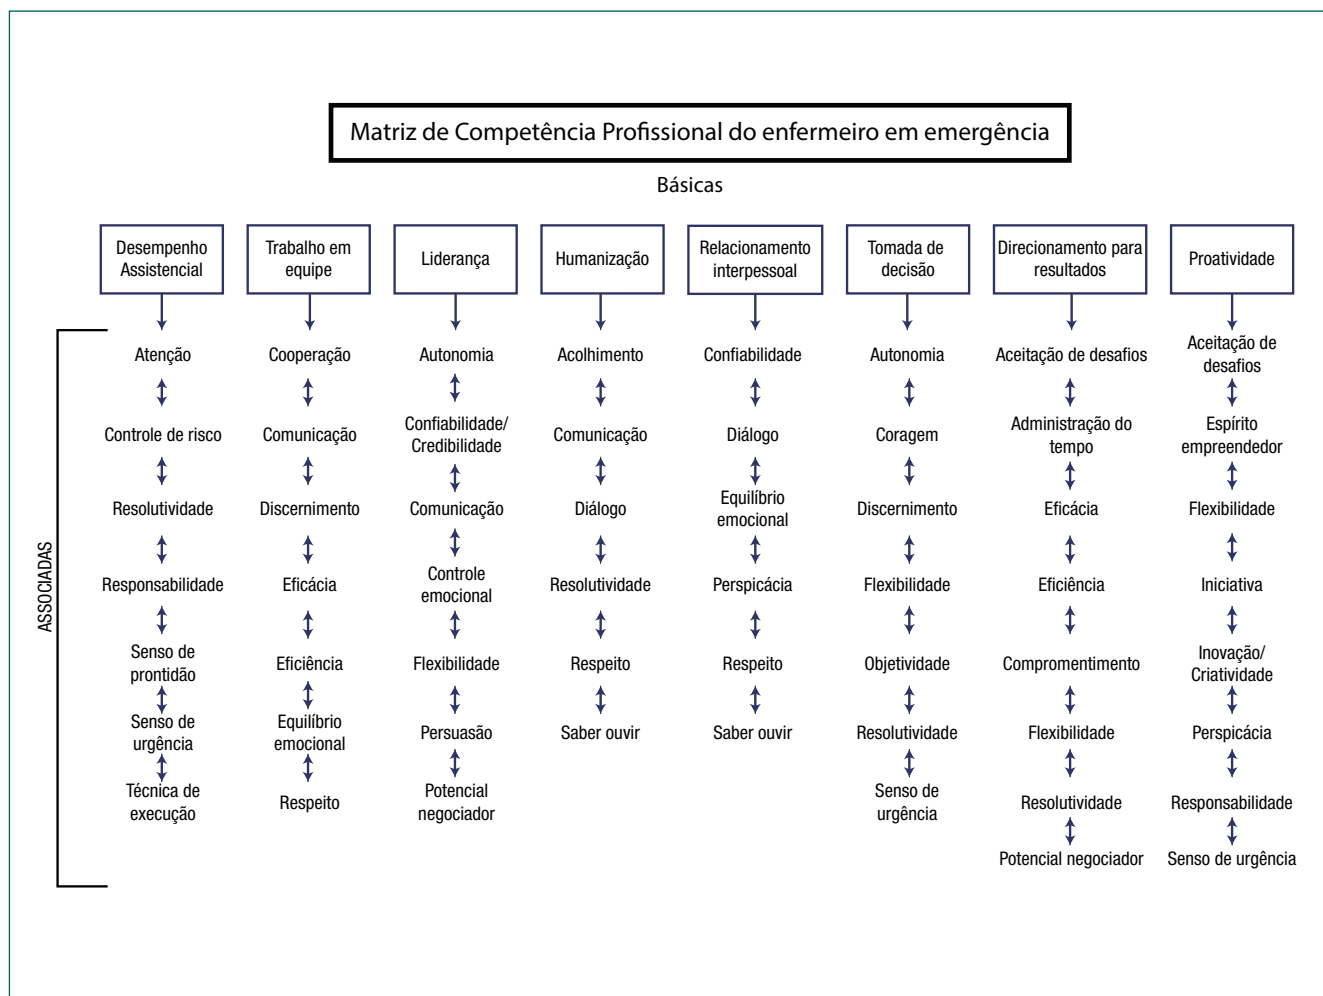 Matriz de Competência Profissional do enfermeiro em emergência
Básicas
Desempenho
Assistencial
Trabalho em
equipe
Liderança
Humanização
Relacionamento
interpessoal
Tomada de
decisão
Direcionamento para
resultados
Proatividade
ASSOCIADAS
Atenção
Controle de risco
Resolutividade
Responsabilidade
Senso de
prontidão
Senso de
urgência
Técnica de
execução
Cooperação
Comunicação
Discernimento
Eficácia
Eficiência
Equilíbrio
emocional
Respeito
Autonomia
Confiabilidade/
Credibilidade
Comunicação
Controle
emocional
Flexibilidade
Persuasão
Potencial
negociador
Acolhimento
Comunicação
Diálogo
Resolutividade
Respeito
Saber ouvir
Confiabilidade
Diálogo
Equilíbrio
emocional
Perspicácia
Respeito
Saber ouvir
Autonomia
Coragem
Discernimento
Flexibilidade
Objetividade
Resolutividade
Senso de
urgência
Aceitação de desafios
Administração do
tempo
Eficácia
Eficiência
Compromentimento
Flexibilidade
Resolutividade
Potencial negociador
Aceitação de
desafios
Espírito
empreendedor
Flexibilidade
Iniciativa
Inovação/
Criatividade
Perspicácia
Responsabilidade
Senso de urgência